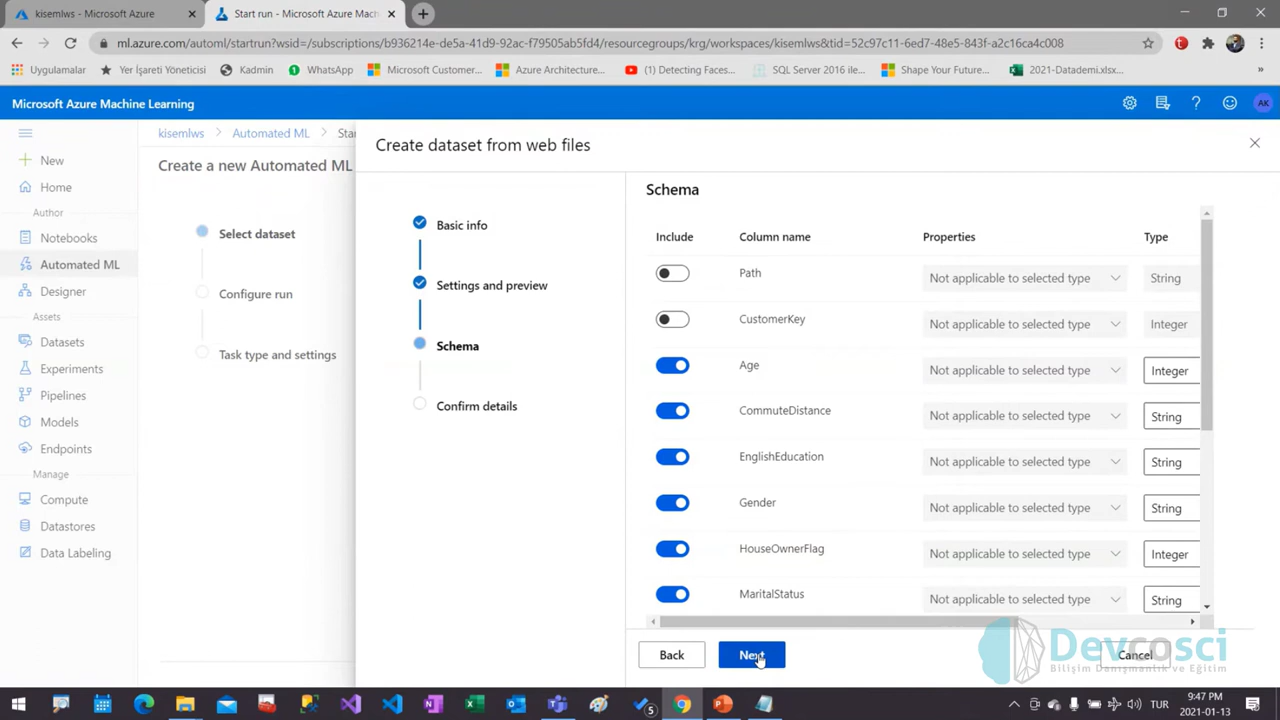 kisemlws - Microsoft Azure
Start run - Microsoft Azure Mach
ml.azure.com/automl/startrun?wsid=/subscriptions/b936214e-de5a-41d9-92ac-f79505ab5fd4/resourcegroups/krg/workspaces/kisemlws&tid=52c97c11-6ed7-48e5-843f-a2c16ca4c008
Uygulamalar
Yer İşareti Yöneticisi
Kadmin
WhatsApp
Microsoft Customer...
Azure Architecture...
(1) Detecting Faces...
SQL Server 2016 ile...
Shape Your Future...
2021-Datademi.xlsx...
»
Microsoft Azure Machine Learning
AK
New
Home
Author
Notebooks
Automated ML
Designer
Assets
Datasets
Experiments
Pipelines
Models
Endpoints
Manage
Compute
Datastores
Data Labeling
kisemlws > Automated ML > Star
Create a new Automated ML
Select dataset
Configure run
Task type and settings
Create dataset from web files
Basic info
Settings and preview
Schema
Confirm details
Schema
Include Column name Properties Type
Path Not applicable to selected type String
CustomerKey Not applicable to selected type Integer
Age Not applicable to selected type Integer
CommuteDistance Not applicable to selected type String
EnglishEducation Not applicable to selected type String
Gender Not applicable to selected type String
HouseOwnerFlag Not applicable to selected type Integer
MaritalStatus Not applicable to selected type String
Back Next Cancel
Devcosci
Bilişim Danışmanlık ve Eğitim
5
TUR
9:47 PM
2021-01-13